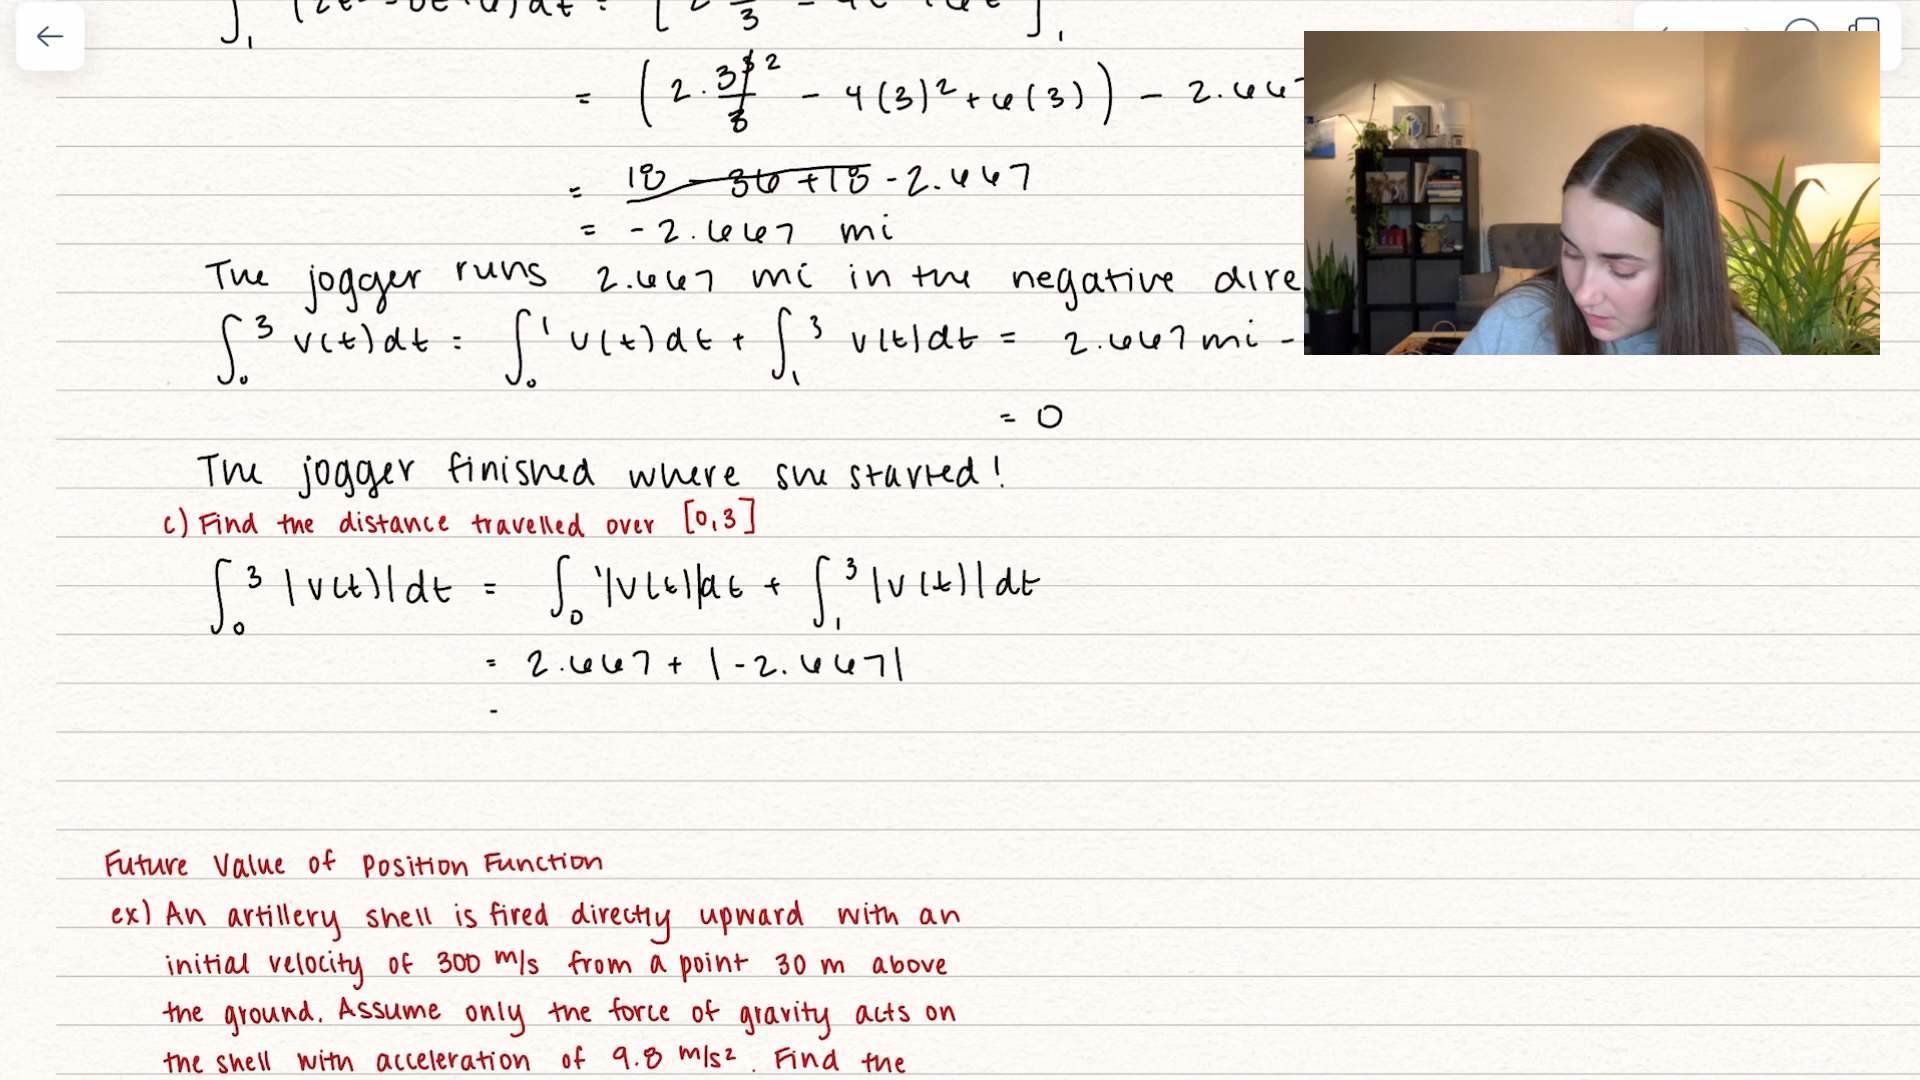 = (2 · 3³²/3 − 4(3)² + 6(3)) − 2.667
= 18 − 36 + 18 − 2.667
= −2.667 mi
The jogger runs 2.667 mi in the negative dire
∫₀³ v(t)dt = ∫₀¹ v(t)dt + ∫₁³ v(t)dt = 2.667 mi −
= 0
The jogger finished where she started!
c) Find the distance travelled over [0,3]
∫₀³ |v(t)|dt = ∫₀¹ |v(t)|dt + ∫₁³ |v(t)|dt
= 2.667 + |−2.667|
-
Future Value of Position Function
ex) An artillery shell is fired directly upward with an
initial velocity of 300 m/s from a point 30 m above
the ground. Assume only the force of gravity acts on
the shell with acceleration of 9.8 m/s². Find the